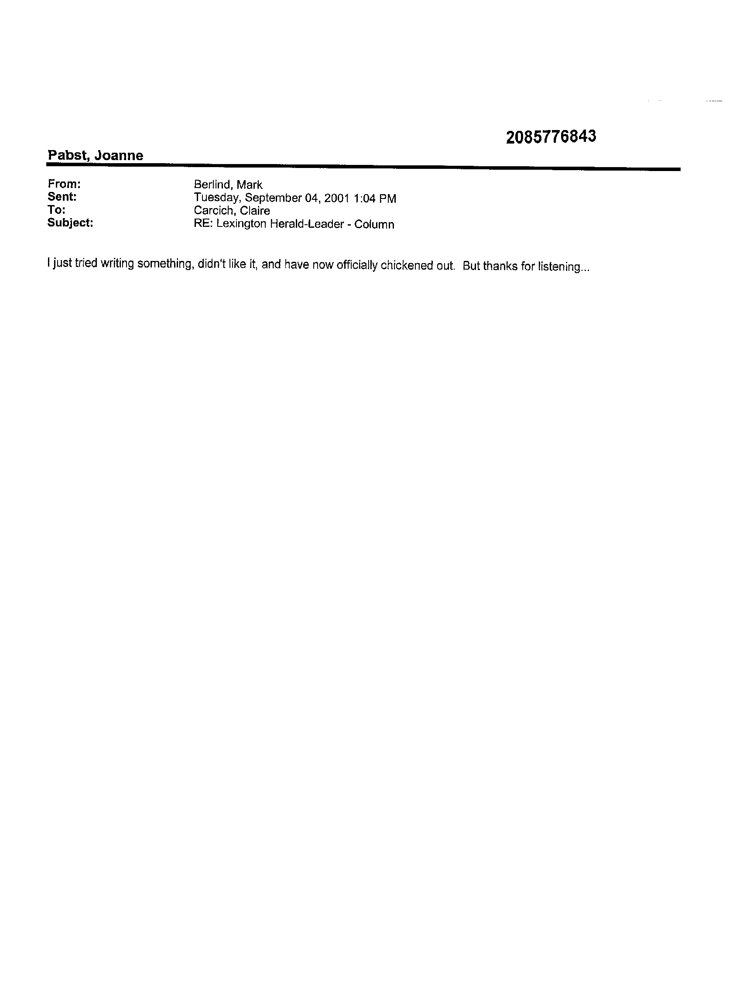 2085776843
Pabst, Joanne
From: Berlind, Mark
Sent: Tuesday, September 04, 2001 1:04 PM
To: Carcich, Claire
Subject: RE: Lexington Herald-Leader - Column
I just tried writing something, didn't like it, and have now officially chickened out.  But thanks for listening...